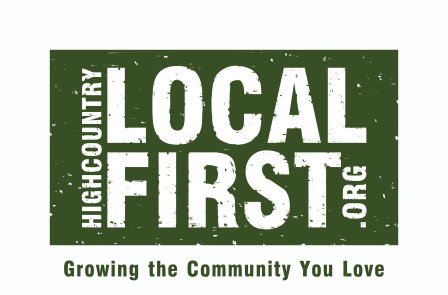 HIGHCOUNTRY
LOCAL
FIRST
.ORG
Growing the Community You Love